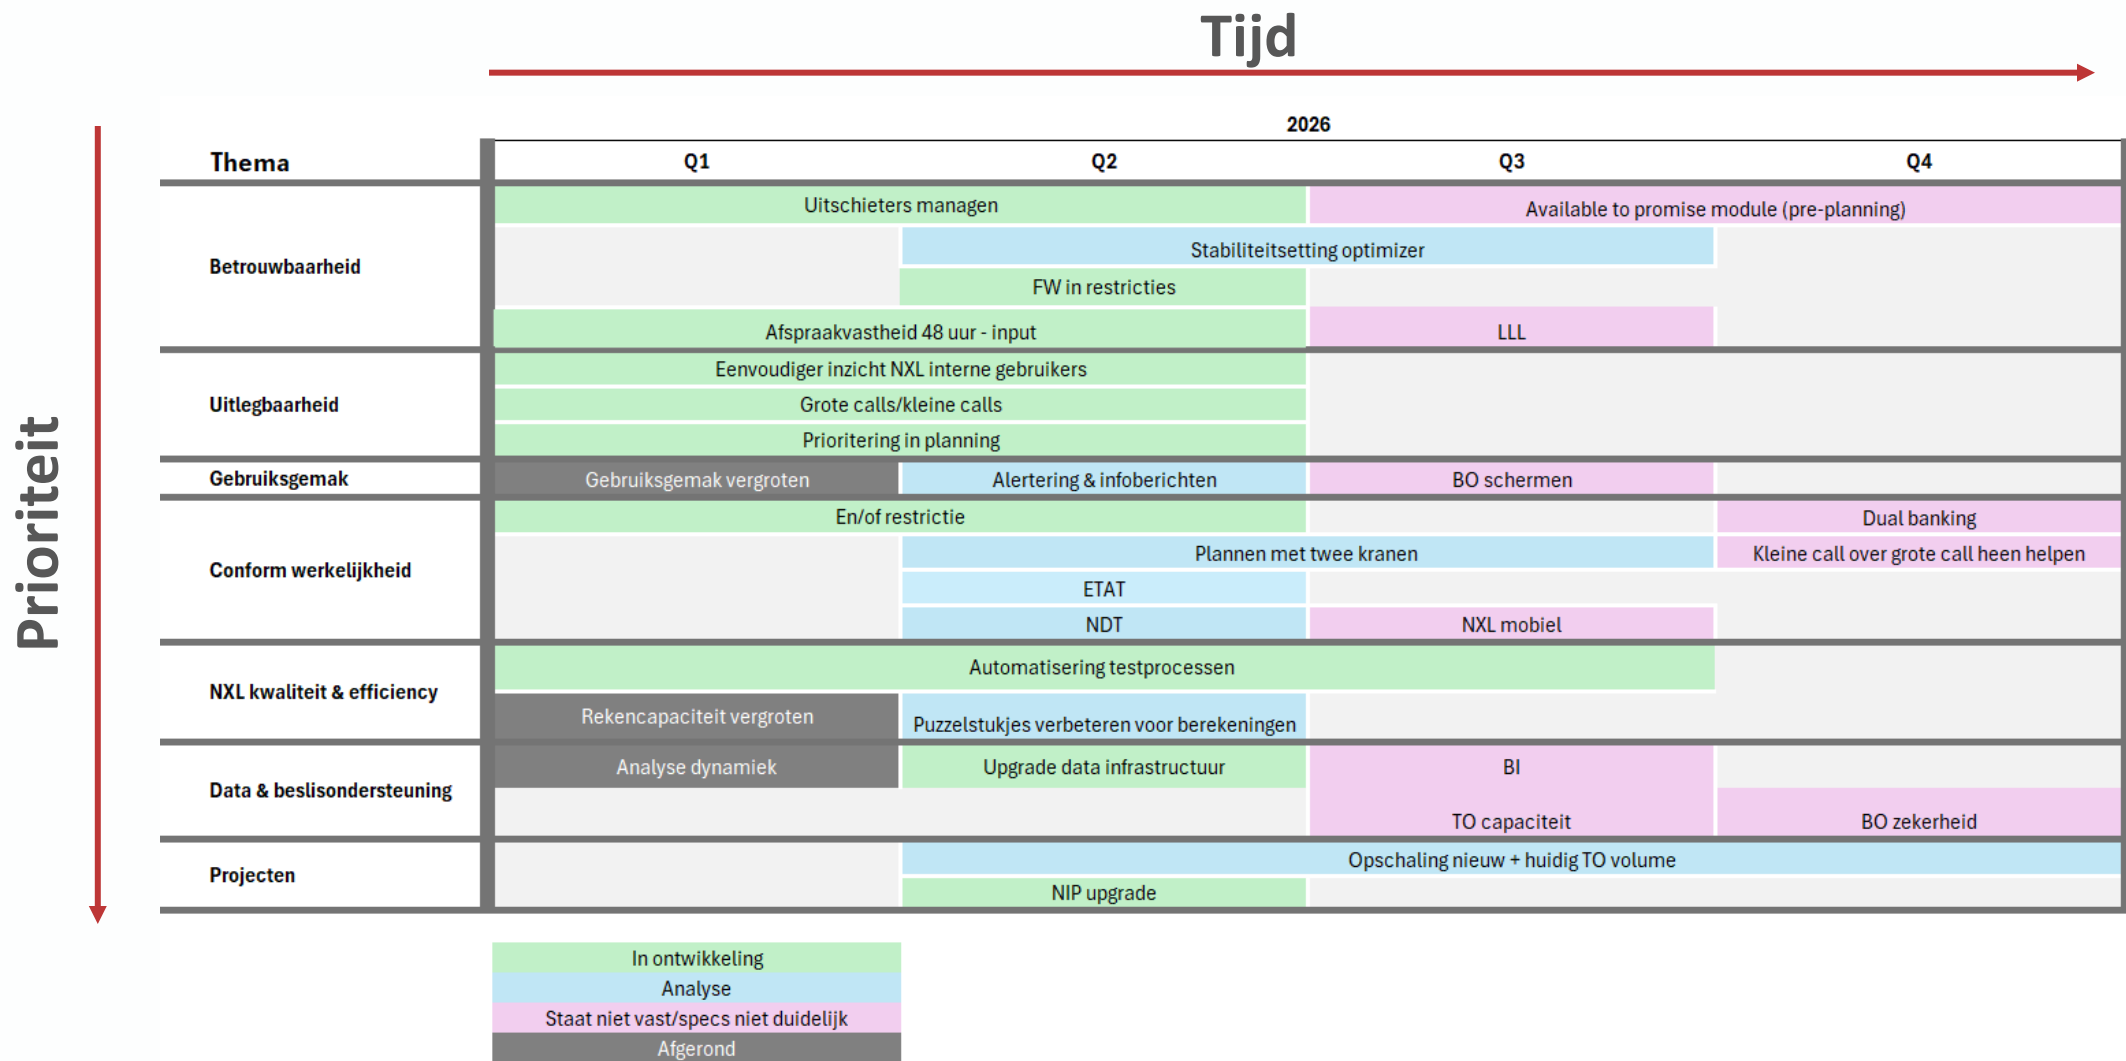 Tijd
Prioriteit
2026
Thema
Q1
Q2
Q3
Q4
Betrouwbaarheid
Uitschieters managen
Available to promise module (pre-planning)
Stabiliteitsetting optimizer
FW in restricties
Afspraakvastheid 48 uur - input
LLL
Uitlegbaarheid
Eenvoudiger inzicht NXL interne gebruikers
Grote calls/kleine calls
Prioritering in planning
Gebruiksgemak
Gebruiksgemak vergroten
Alertering & infoberichten
BO schermen
Conform werkelijkheid
En/of restrictie
Dual banking
Plannen met twee kranen
Kleine call over grote call heen helpen
ETAT
NDT
NXL mobiel
NXL kwaliteit & efficiency
Automatisering testprocessen
Rekencapaciteit vergroten
Puzzelstukjes verbeteren voor berekeningen
Data & beslisondersteuning
Analyse dynamiek
Upgrade data infrastructuur
BI
TO capaciteit
BO zekerheid
Projecten
Opschaling nieuw + huidig TO volume
NIP upgrade
In ontwikkeling
Analyse
Staat niet vast/specs niet duidelijk
Afgerond